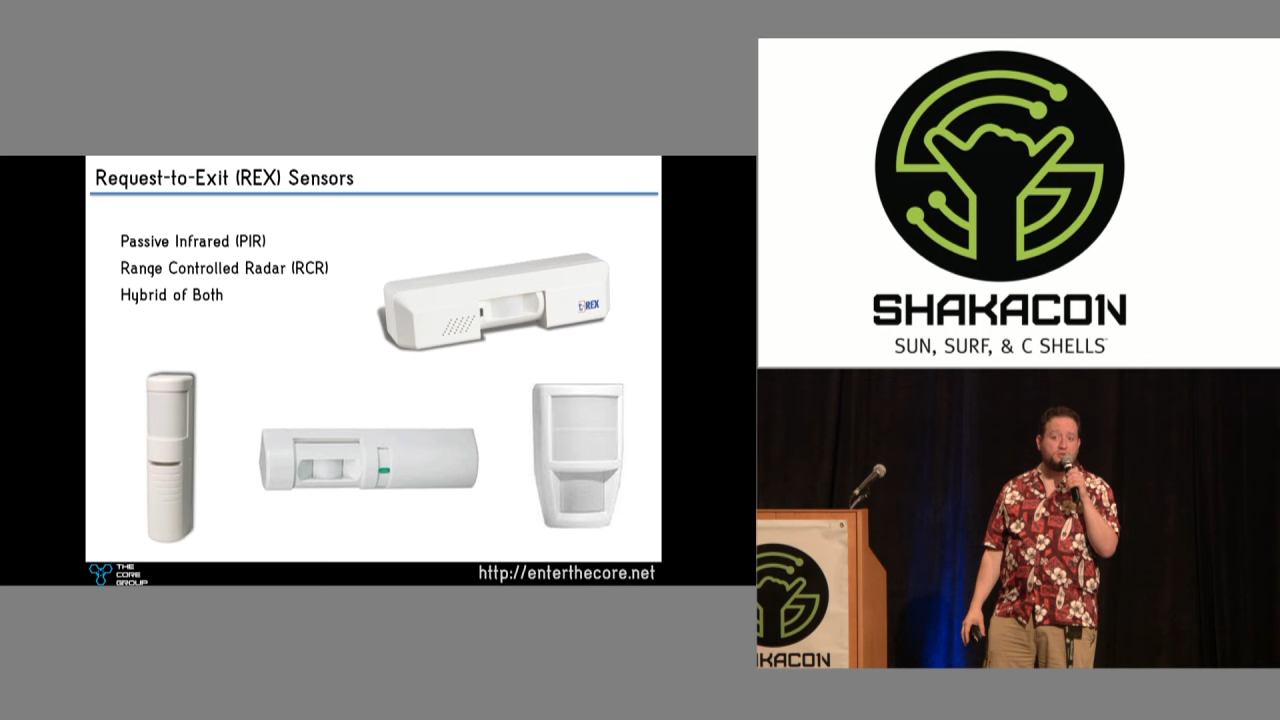 Request-to-Exit (REX) Sensors
Passive Infrared (PIR)
Range Controlled Radar (RCR)
Hybrid of Both
REX
THE
CORE
GROUP
http://enterthecore.net
SHAKACON
SUN, SURF, & C SHELLS
KACON